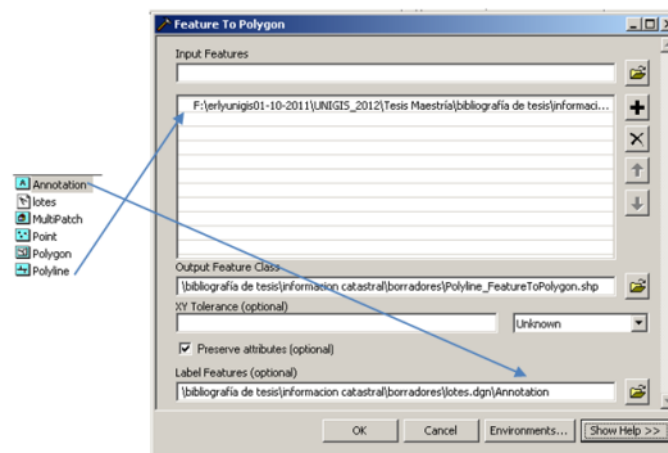 Feature To Polygon
Input Features
F:\erlyunigis01-10-2011\UNIGIS_2012\Tesis Maestría\bibliografía de tesis\informaci...
Annotation
lotes
MultiPatch
Point
Polygon
Polyline
Output Feature Class
\bibliografía de tesis\informacion catastral\borradores\Polyline_FeatureToPolygon.shp
XY Tolerance (optional)
Unknown
Preserve attributes (optional)
Label Features (optional)
\bibliografía de tesis\informacion catastral\borradores\lotes.dgn\Annotation
OK
Cancel
Environments...
Show Help >>